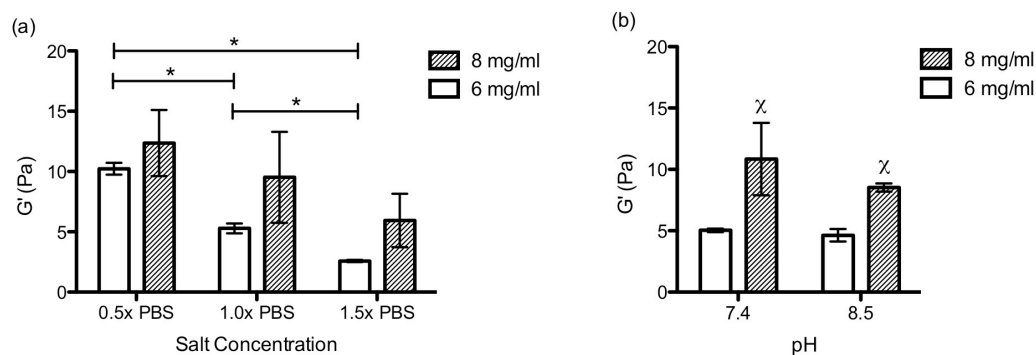 (a)
20
15
10
5
0
G' (Pa)
*
*
*
8 mg/ml
6 mg/ml
0.5x PBS 1.0x PBS 1.5x PBS
Salt Concentration
(b)
20
15
10
5
0
G' (Pa)
χ
χ
8 mg/ml
6 mg/ml
7.4 8.5
pH